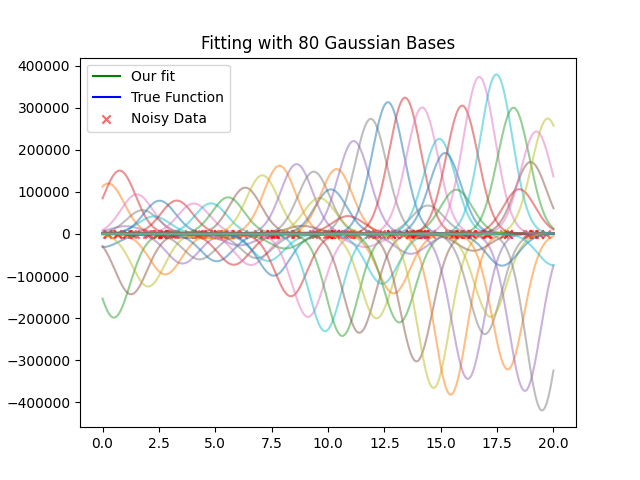 Fitting with 80 Gaussian Bases
Our fit
True Function
Noisy Data
400000
300000
200000
100000
0
−100000
−200000
−300000
−400000
0.0 2.5 5.0 7.5 10.0 12.5 15.0 17.5 20.0